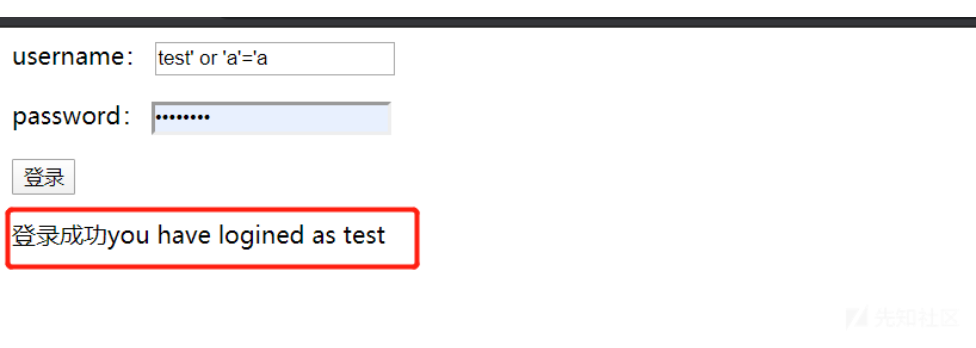 username： test' or 'a'='a
password： ••••••••
登录
登录成功you have logined as test
先知社区